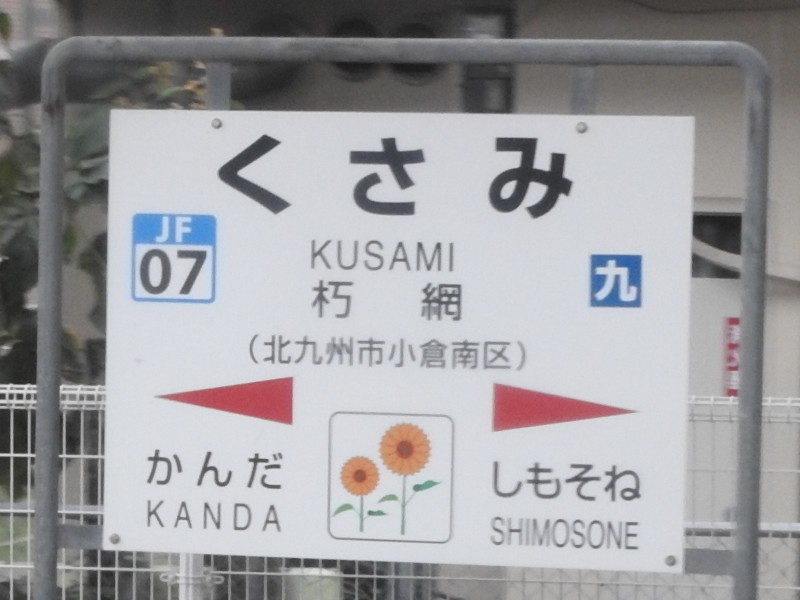 くさみ
JF
07
KUSAMI
九
朽網
(北九州市小倉南区)
かんだ
KANDA
しもそね
SHIMOSONE